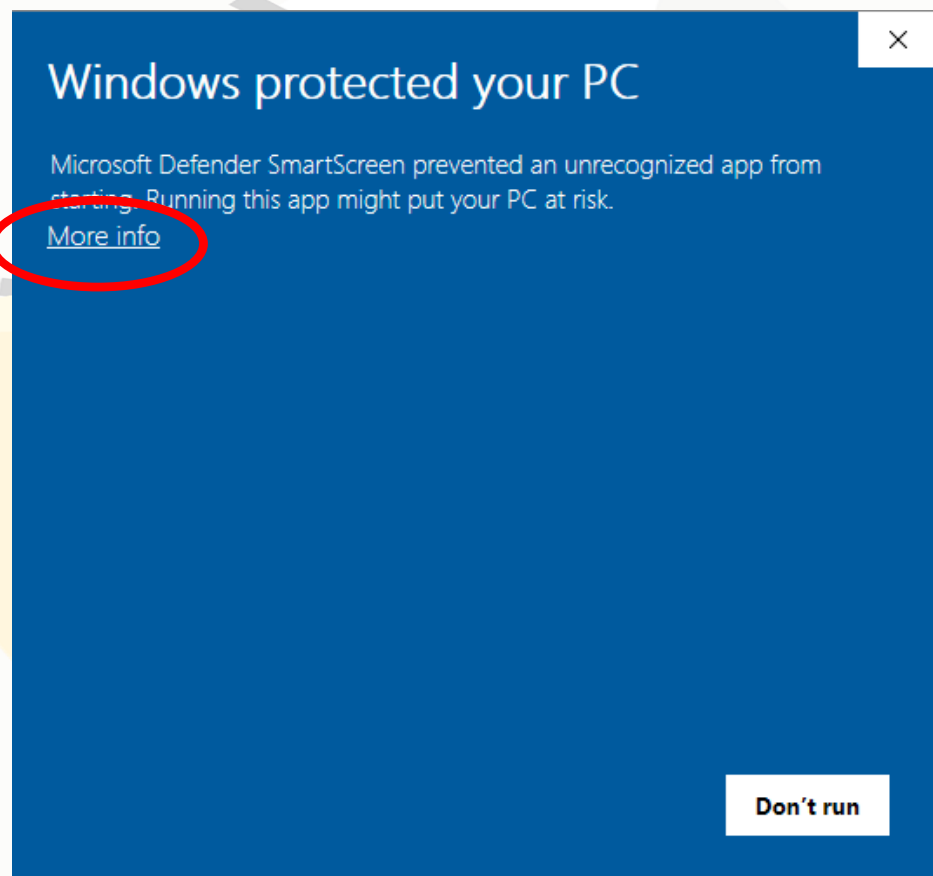 Windows protected your PC
Microsoft Defender SmartScreen prevented an unrecognized app from
starting. Running this app might put your PC at risk.
More info
Don't run